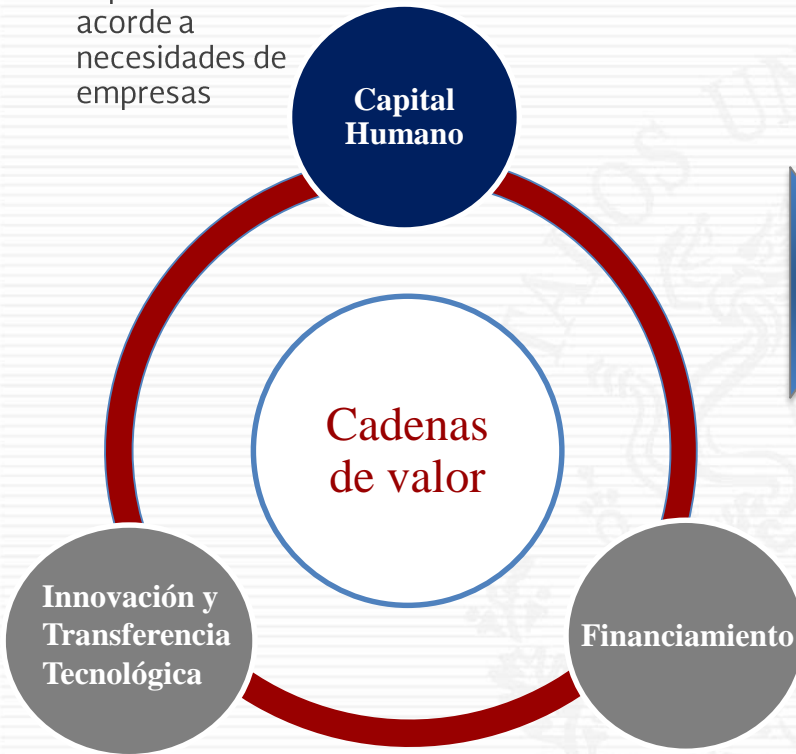 acorde a
necesidades de
empresas
Capital
Humano
Cadenas
de valor
Innovación y
Transferencia
Tecnológica
Financiamiento